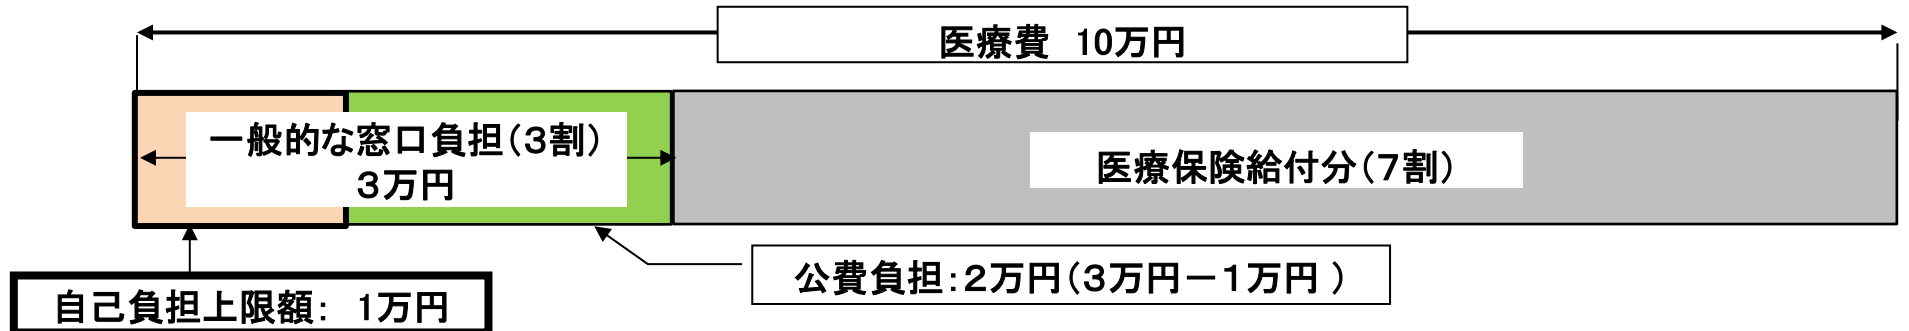 医療費　10万円
一般的な窓口負担（３割）
３万円
医療保険給付分（７割）
公費負担：２万円（３万円－１万円 ）
自己負担上限額： 1万円